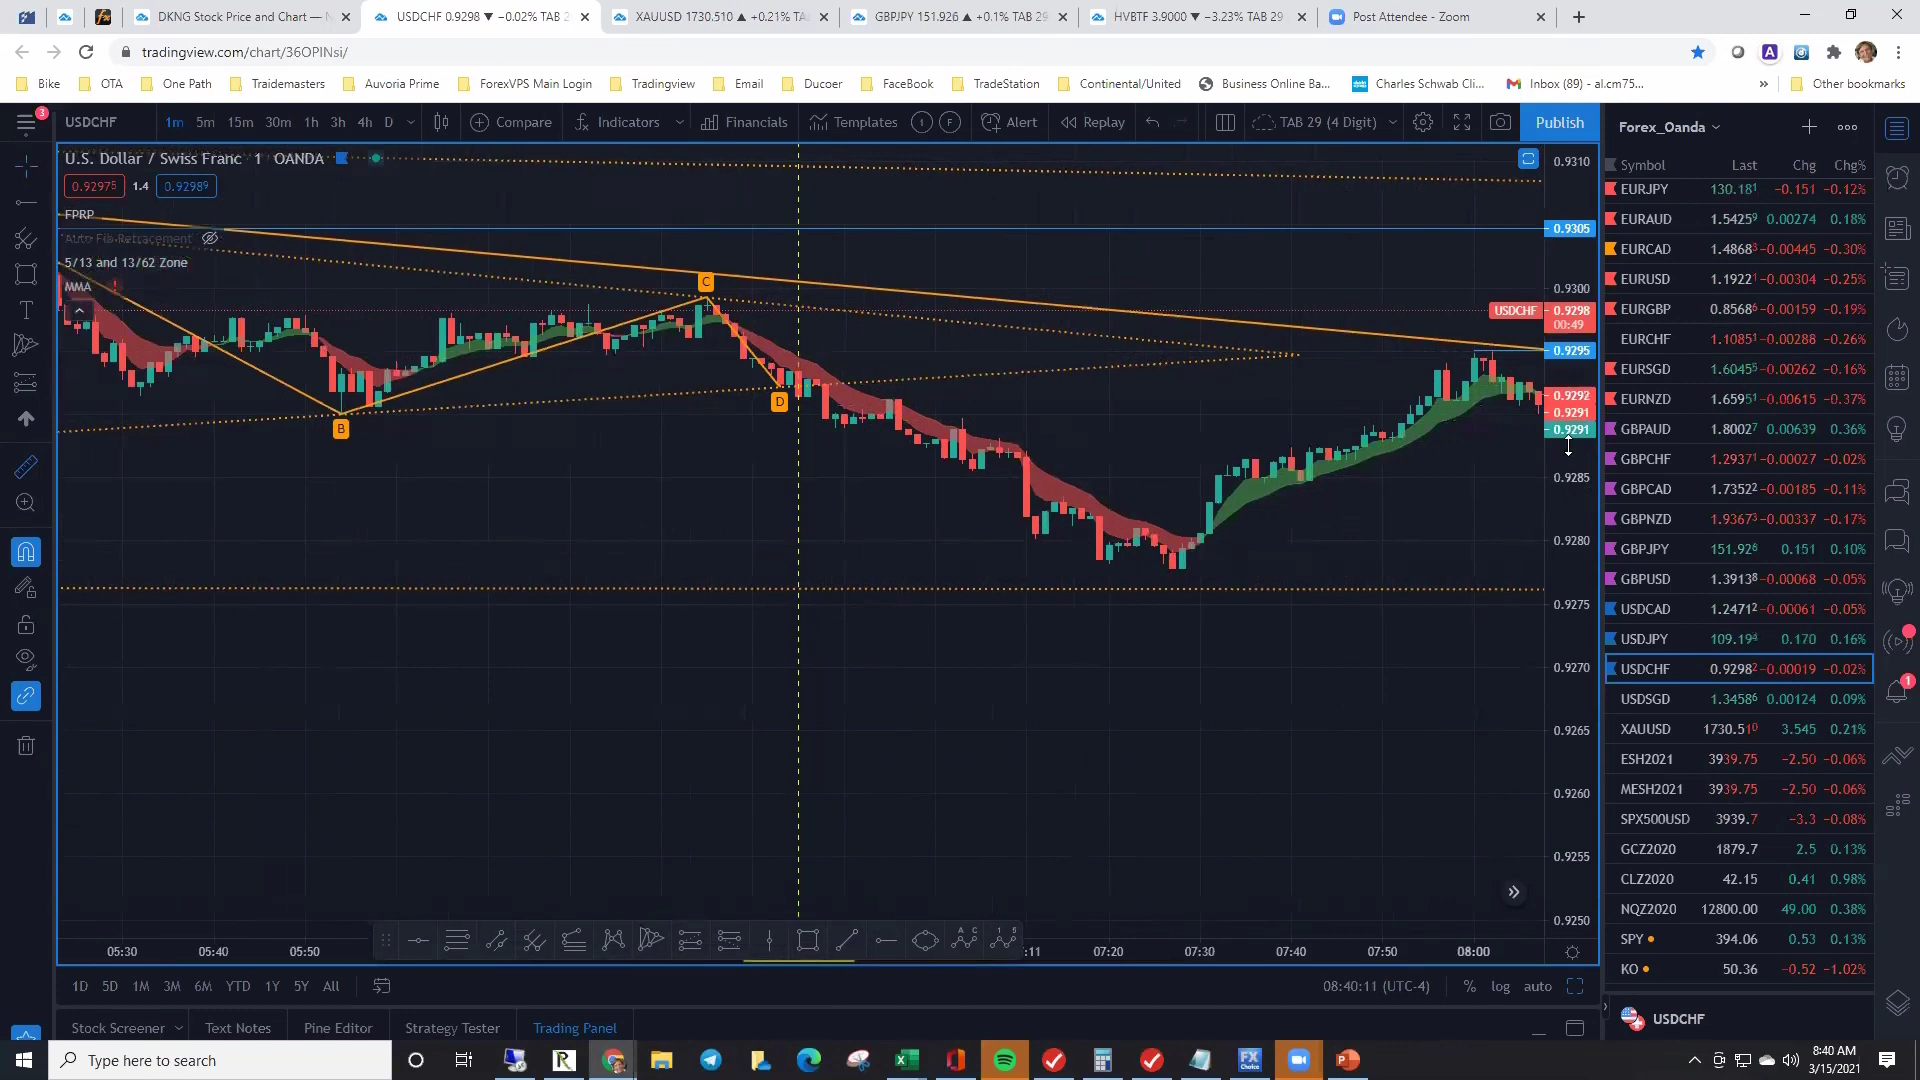 DKNG Stock Price and Chart — N
USDCHF 0.9298 ▼ −0.02% TAB 2
XAUUSD 1730.510 ▲ +0.21% TA
GBPJPY 151.926 ▲ +0.1% TAB 29
HVBTF 3.9000 ▼ −3.23% TAB 29
Post Attendee - Zoom
tradingview.com/chart/36OPINsi/
Bike OTA One Path Traidemasters Auvoria Prime ForexVPS Main Login Tradingview Email Ducoer FaceBook TradeStation Continental/United Business Online Ba... Charles Schwab Cli... Inbox (89) - al.cm75... » Other bookmarks
3 USDCHF 1m 5m 15m 30m 1h 3h 4h D Compare Indicators Financials Templates I F Alert Replay TAB 29 (4 Digit) Publish
U.S. Dollar / Swiss Franc 1 OANDA
0.92975 1.4 0.92989
FPRP
Auto Fib Retracement
5/13 and 13/62 Zone
MMA !
B
C
D
0.9310
0.9305
0.9300
USDCHF 0.9298
00:49
0.9295
0.9292
0.9291
0.9291
0.9285
0.9280
0.9275
0.9270
0.9265
0.9260
0.9255
0.9250
05:30 05:40 05:50 :11 07:20 07:30 07:40 07:50 08:00
1D 5D 1M 3M 6M YTD 1Y 5Y All 08:40:11 (UTC-4) % log auto
Stock Screener Text Notes Pine Editor Strategy Tester Trading Panel
Forex_Oanda
Symbol Last Chg Chg%
EURJPY 130.181 −0.151 −0.12%
EURAUD 1.54259 0.00274 0.18%
EURCAD 1.48683 −0.00445 −0.30%
EURUSD 1.19221 −0.00304 −0.25%
EURGBP 0.85686 −0.00159 −0.19%
EURCHF 1.10851 −0.00288 −0.26%
EURSGD 1.60455 −0.00262 −0.16%
EURNZD 1.65951 −0.00615 −0.37%
GBPAUD 1.80027 0.00639 0.36%
GBPCHF 1.29371 −0.00027 −0.02%
GBPCAD 1.73522 −0.00185 −0.11%
GBPNZD 1.93673 −0.00337 −0.17%
GBPJPY 151.926 0.151 0.10%
GBPUSD 1.39138 −0.00068 −0.05%
USDCAD 1.24712 −0.00061 −0.05%
USDJPY 109.193 0.170 0.16%
USDCHF 0.92982 −0.00019 −0.02%
USDSGD 1.34586 0.00124 0.09%
XAUUSD 1730.510 3.545 0.21%
ESH2021 3939.75 −2.50 −0.06%
MESH2021 3939.75 −2.50 −0.06%
SPX500USD 3939.7 −3.3 −0.08%
GCZ2020 1879.7 2.5 0.13%
CLZ2020 42.15 0.41 0.98%
NQZ2020 12800.00 49.00 0.38%
SPY 394.06 0.53 0.13%
KO 50.36 −0.52 −1.02%
USDCHF
1
Type here to search
8:40 AM
3/15/2021